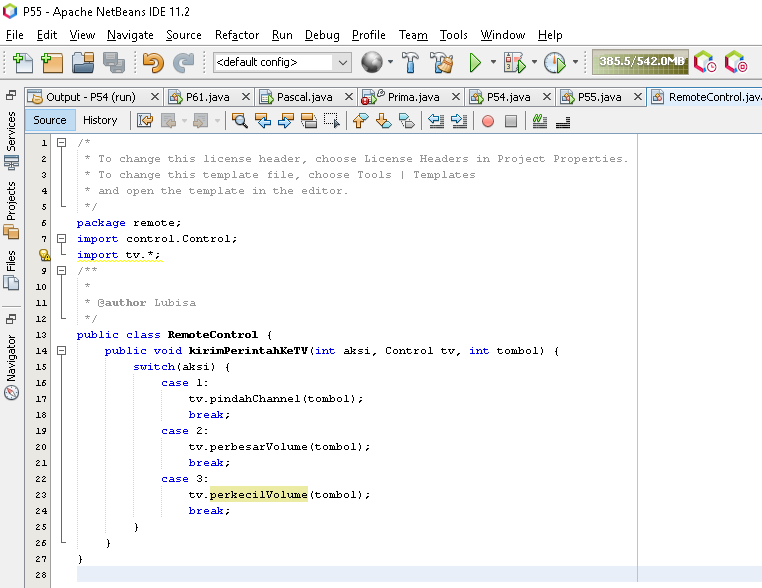 P55 - Apache NetBeans IDE 11.2
File Edit View Navigate Source Refactor Run Debug Profile Team Tools Window Help
<default config> 385.5/542.0MB
Output - P54 (run) P61.java Pascal.java Prima.java P54.java P55.java RemoteControl.java
Source History
Services
Projects
Files
Navigator
1 /*
2 * To change this license header, choose License Headers in Project Properties.
3 * To change this template file, choose Tools | Templates
4 * and open the template in the editor.
5 */
6 package remote;
7 import control.Control;
import tv.*;
9 /**
10 *
11 * @author Lubisa
12 */
13 public class RemoteControl {
14 public void kirimPerintahKeTV(int aksi, Control tv, int tombol) {
15 switch(aksi) {
16 case 1:
17 tv.pindahChannel(tombol);
18 break;
19 case 2:
20 tv.perbesarVolume(tombol);
21 break;
22 case 3:
23 tv.perkecilVolume(tombol);
24 break;
25 }
26 }
27 }
28